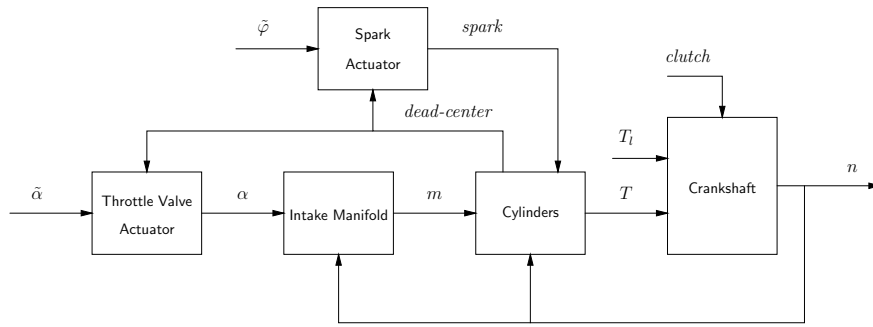 φ̃
Spark
Actuator
spark
clutch
dead-center
T_l
n
α̃
Throttle Valve
Actuator
α
Intake Manifold
m
Cylinders
T
Crankshaft